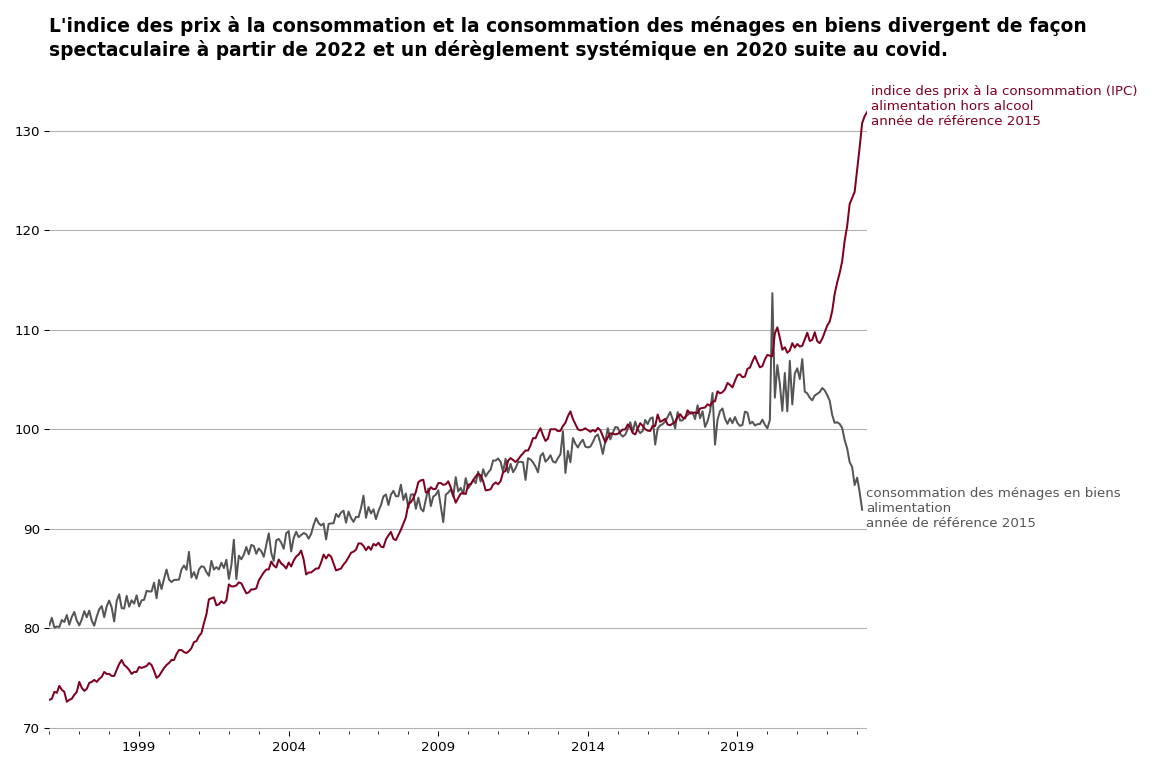 L'indice des prix à la consommation et la consommation des ménages en biens divergent de façon
spectaculaire à partir de 2022 et un dérèglement systémique en 2020 suite au covid.
indice des prix à la consommation (IPC)
alimentation hors alcool
année de référence 2015
130
120
110
100
90
80
70
consommation des ménages en biens
alimentation
année de référence 2015
1999
2004
2009
2014
2019